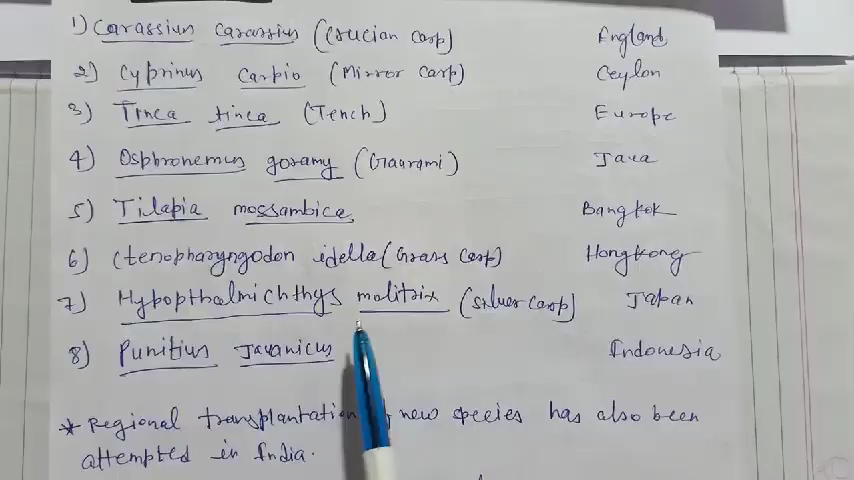 1) Carassius carassius (Crucian carp) England
2) Cyprinus carpio (Mirror carp) Ceylon
3) Tinca tinca (Tench) Europe
4) Osphronemus goramy (Gaurami) Java
5) Tilapia mossambica Bangkok
6) Ctenopharyngodon idella (Grass carp) Hongkong
7) Hypopthalmichthys molitrix (Silver carp) Japan
8) Punitius Javanicus Indonesia
* Regional transplantation new species has also been
attempted in India.